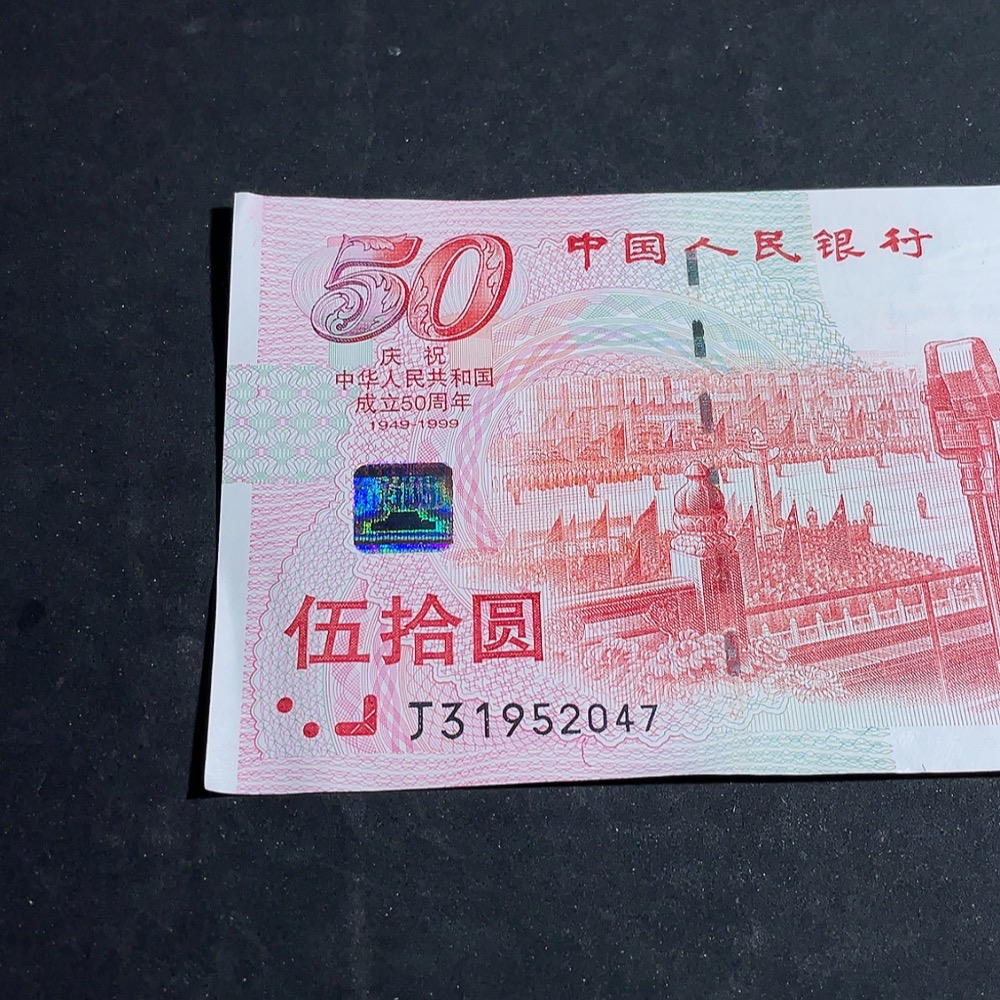 50
中国人民银行
庆祝
中华人民共和国
成立50周年
1949-1999
伍拾圆
J31952047